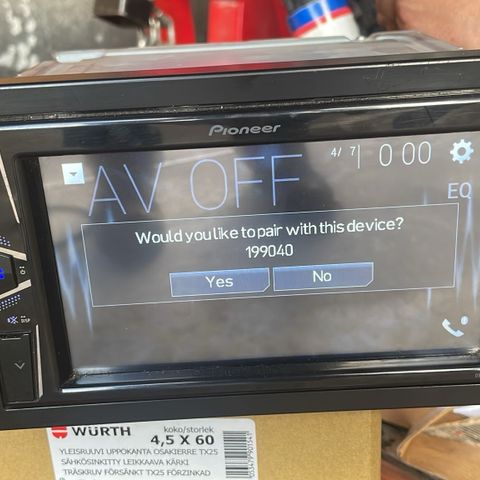 Pioneer
4/ 7 0 00
AV OFF
EQ
Would you like to pair with this device?
199040
Yes No
DISP
WÜRTH koko/storlek
4,5 X 60
YLEISRUUVI UPPOKANTA OSAKIERRE TX25
SÄHKÖSINKITTY LEIKKAAVA KÄRKI
TRÄSKRUV FÖRSÄNKT TX25 FÖRZINKAD